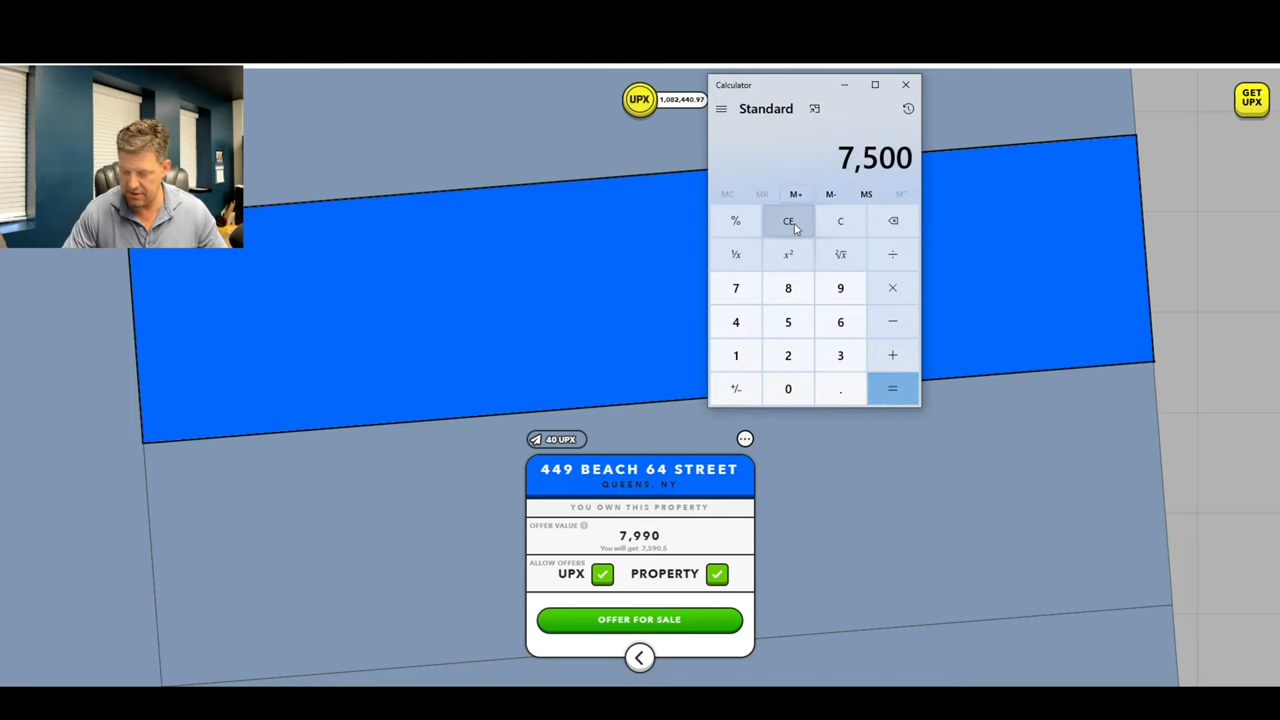 UPX 1,082,440.97
GET
UPX
Calculator
Standard
7,500
MC MR M+ M- MS M˅
% CE C
¹/x x² ²√x ÷
7 8 9 ×
4 5 6 −
1 2 3 +
+/− 0 . =
40 UPX
449 BEACH 64 STREET
QUEENS, NY
YOU OWN THIS PROPERTY
OFFER VALUE
7,990
You will get 7,590.5
ALLOW OFFERS
UPX PROPERTY
OFFER FOR SALE